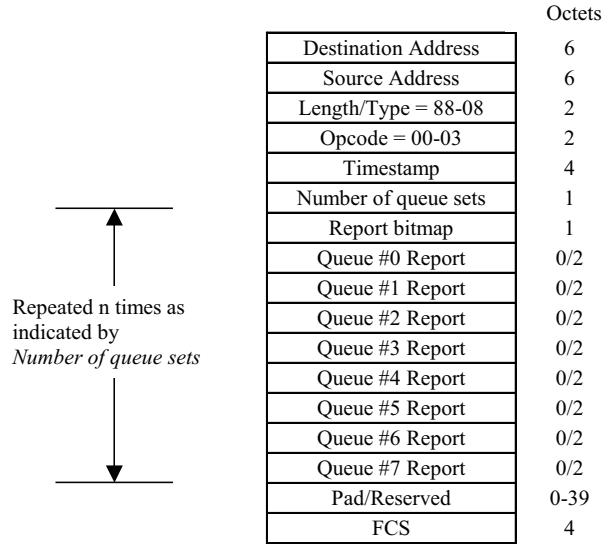 Octets
Destination Address 6
Source Address 6
Length/Type = 88-08 2
Opcode = 00-03 2
Timestamp 4
Number of queue sets 1
Report bitmap 1
Queue #0 Report 0/2
Queue #1 Report 0/2
Queue #2 Report 0/2
Queue #3 Report 0/2
Queue #4 Report 0/2
Queue #5 Report 0/2
Queue #6 Report 0/2
Queue #7 Report 0/2
Pad/Reserved 0-39
FCS 4
Repeated n times as
indicated by
Number of queue sets